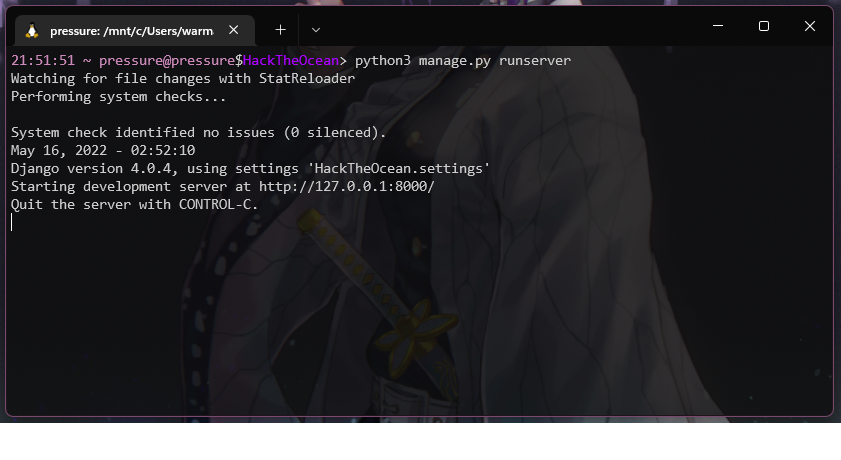 pressure: /mnt/c/Users/warm
21:51:51 ~ pressure@pressure$HackTheOcean> python3 manage.py runserver
Watching for file changes with StatReloader
Performing system checks...
System check identified no issues (0 silenced).
May 16, 2022 - 02:52:10
Django version 4.0.4, using settings 'HackTheOcean.settings'
Starting development server at http://127.0.0.1:8000/
Quit the server with CONTROL-C.